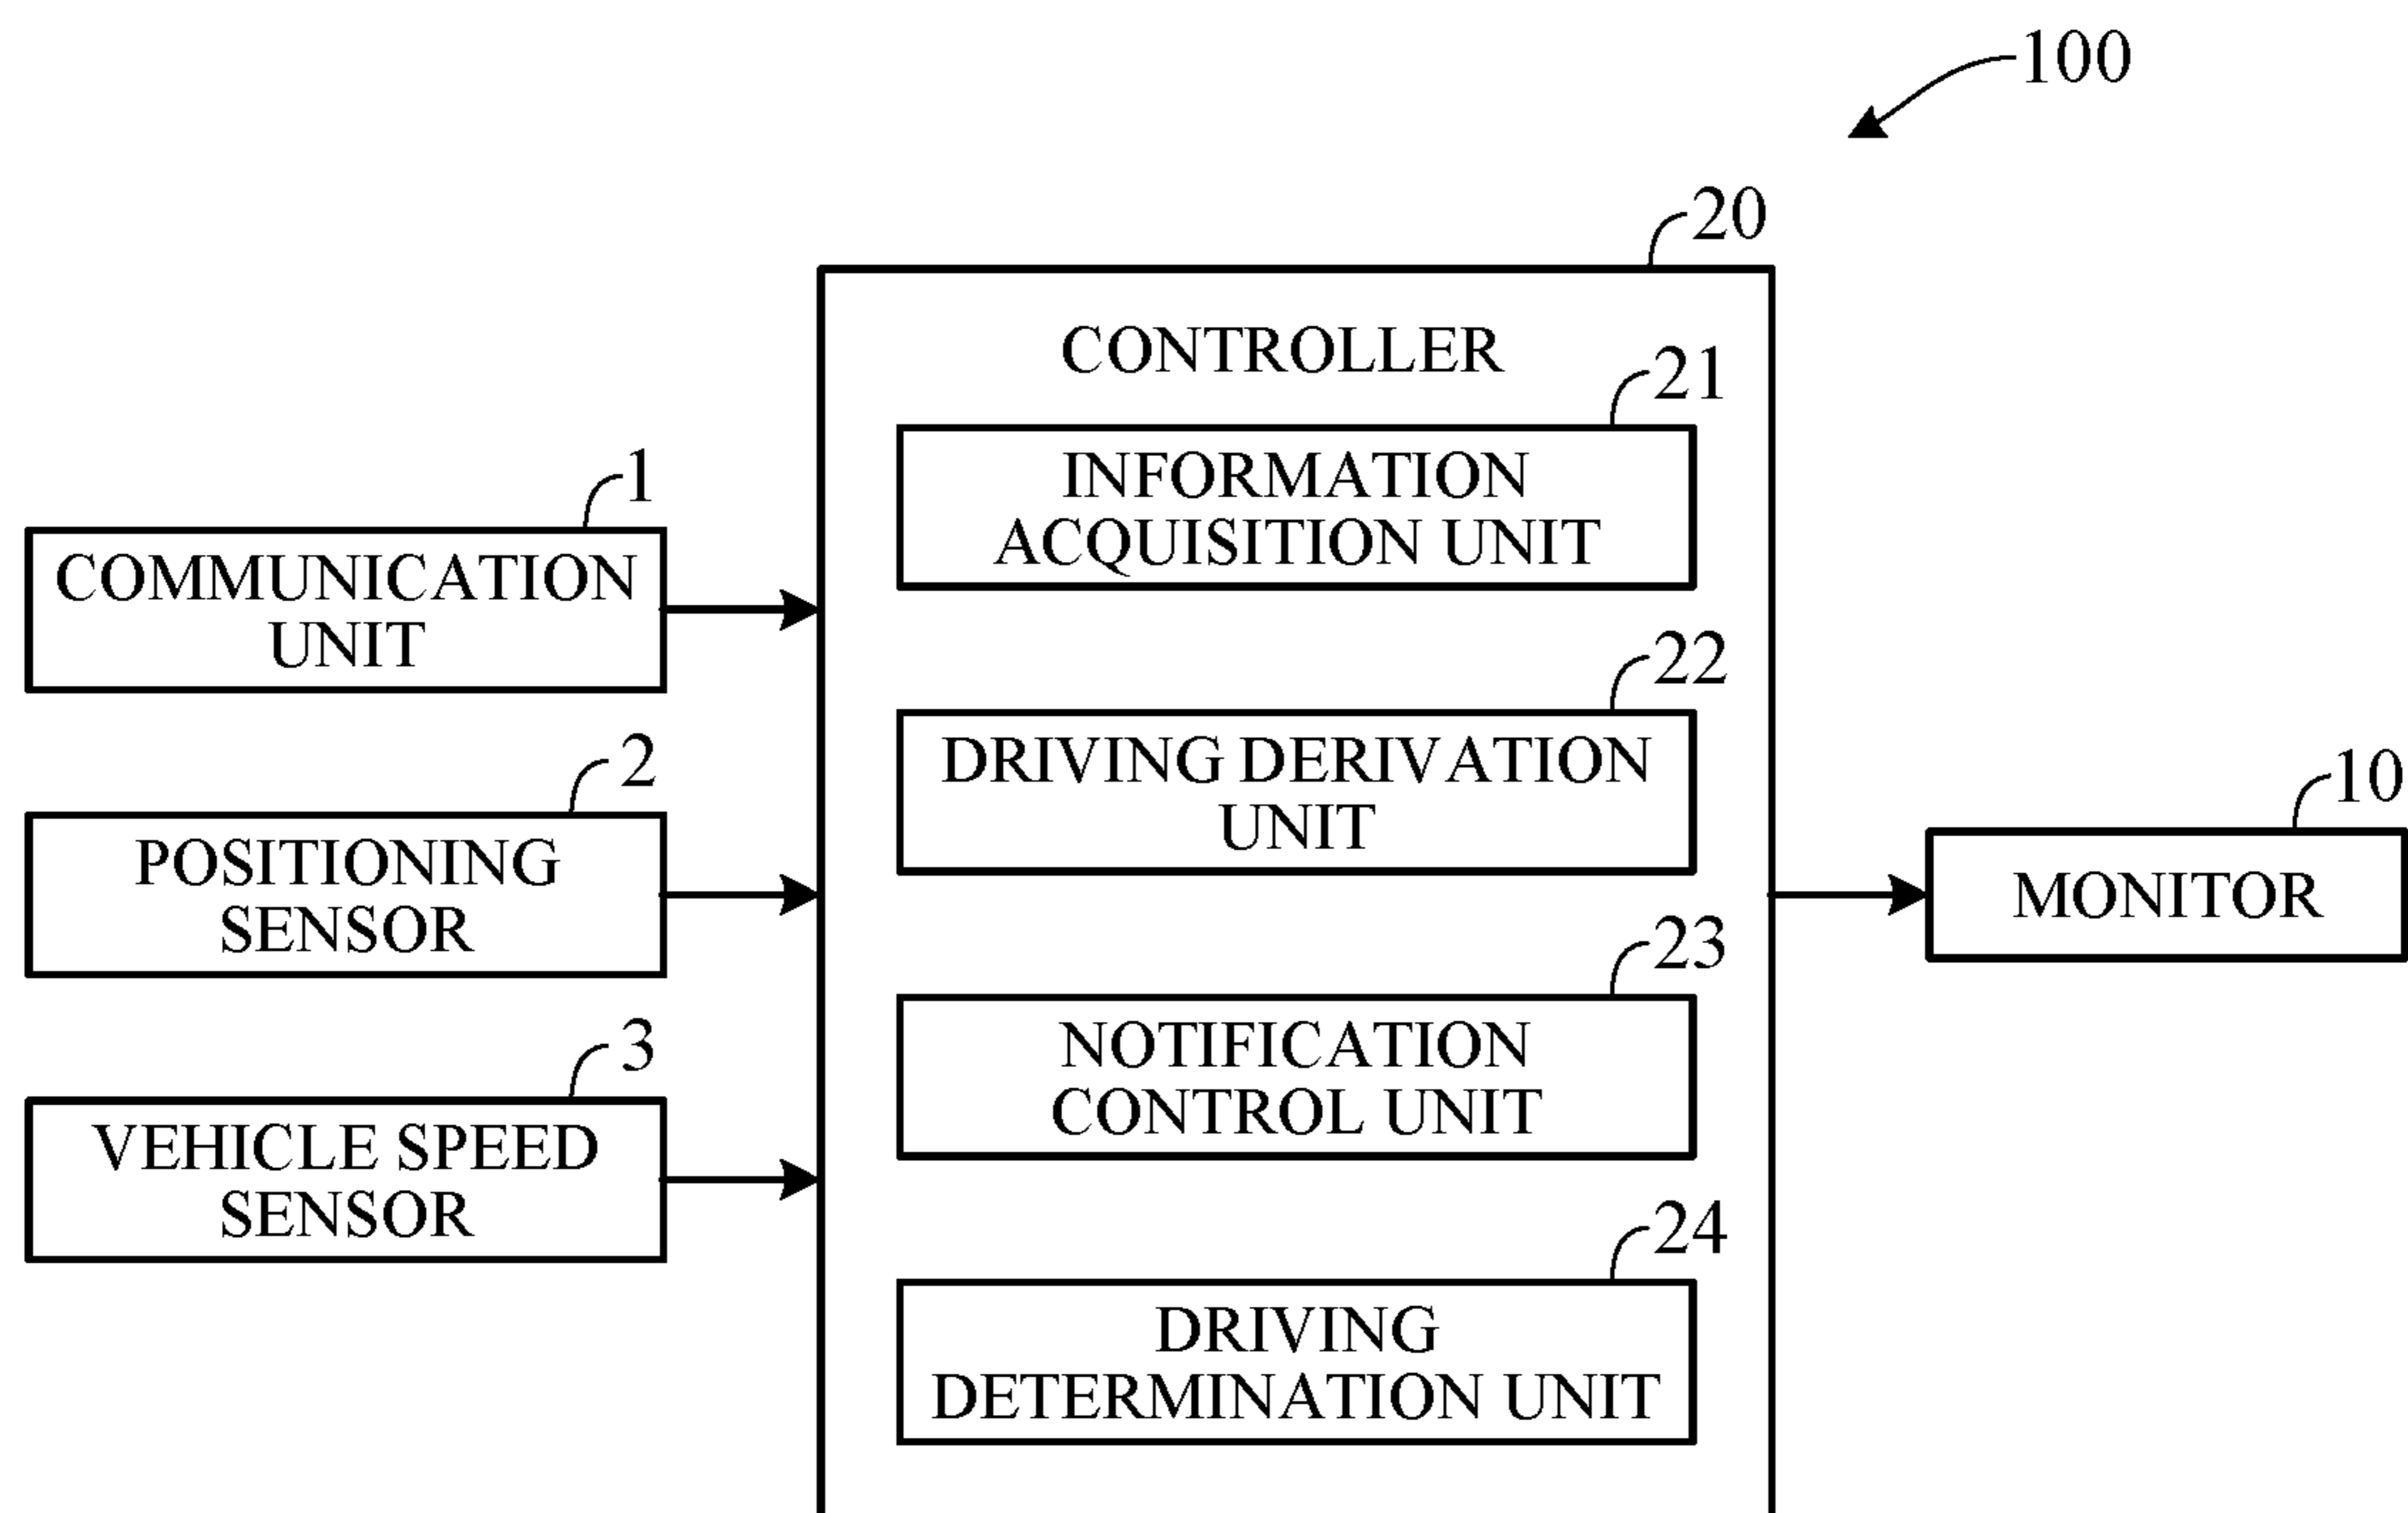 100
20
CONTROLLER
21
INFORMATION
ACQUISITION UNIT
1
COMMUNICATION
UNIT
22
DRIVING DERIVATION
UNIT
2
POSITIONING
SENSOR
10
MONITOR
23
NOTIFICATION
CONTROL UNIT
3
VEHICLE SPEED
SENSOR
24
DRIVING
DETERMINATION UNIT